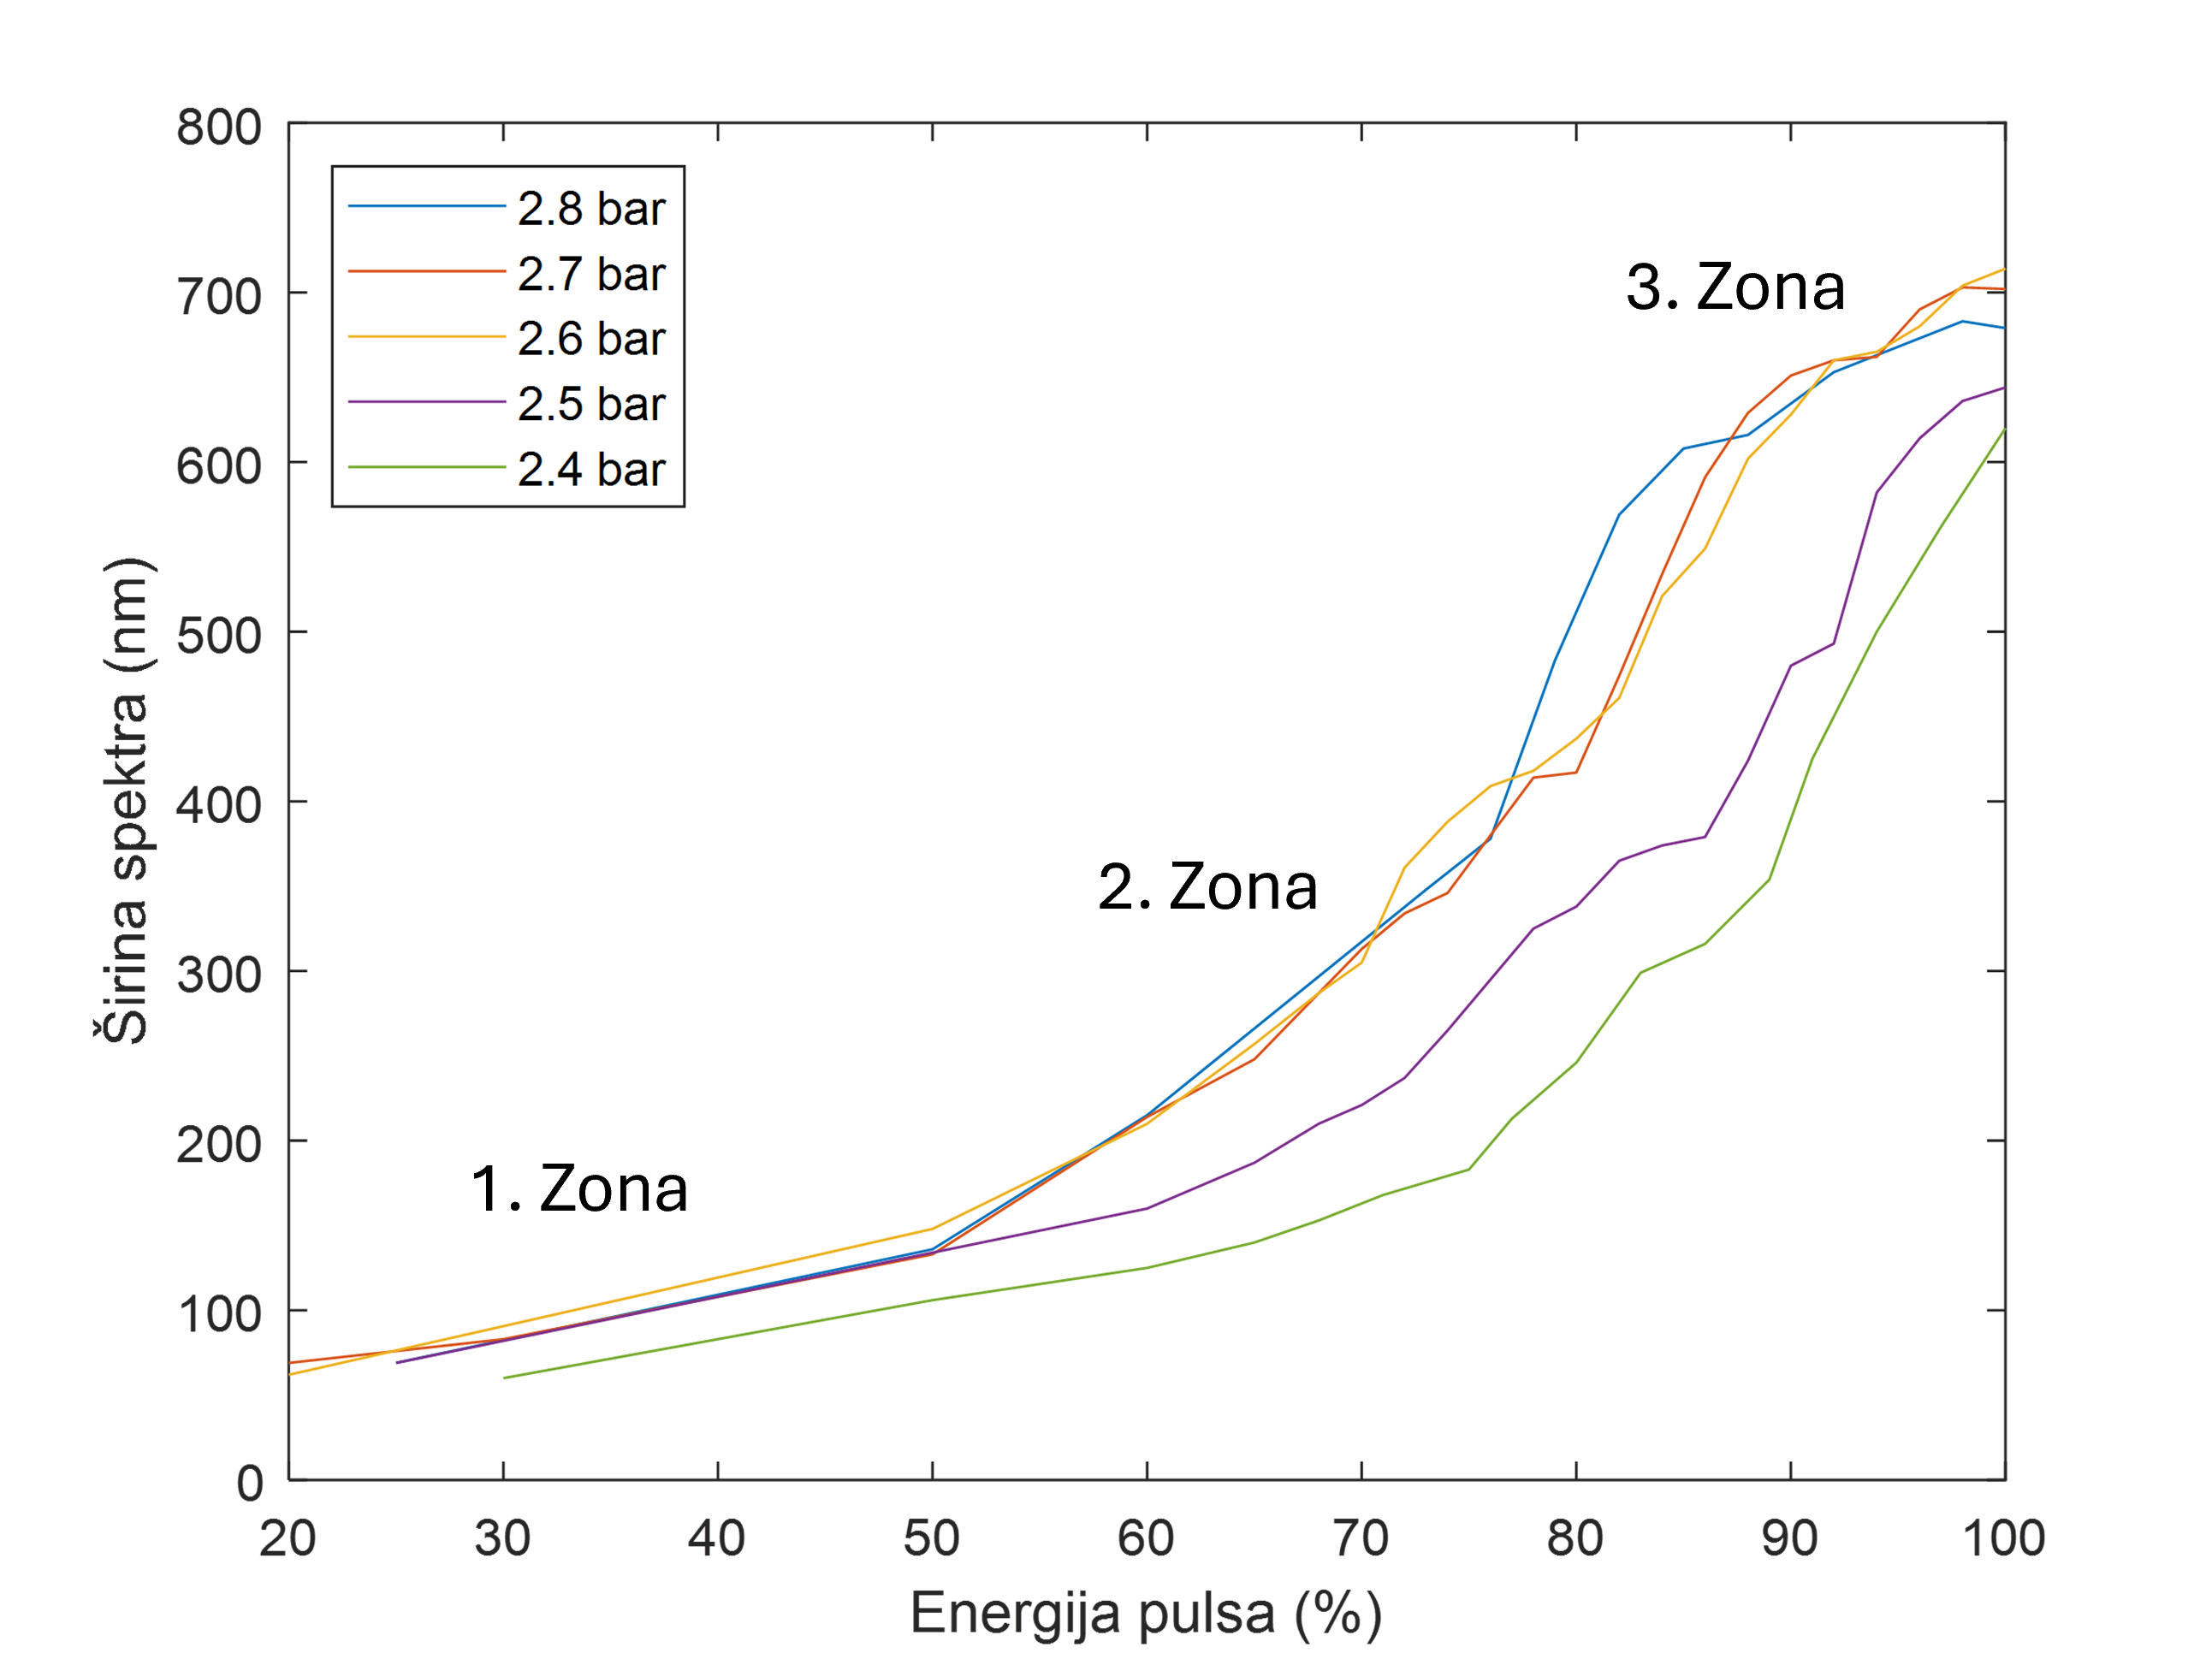 800
700
600
500
400
300
200
100
0
Širina spektra (nm)
2.8 bar
2.7 bar
2.6 bar
2.5 bar
2.4 bar
3. Zona
2. Zona
1. Zona
20 30 40 50 60 70 80 90 100
Energija pulsa (%)